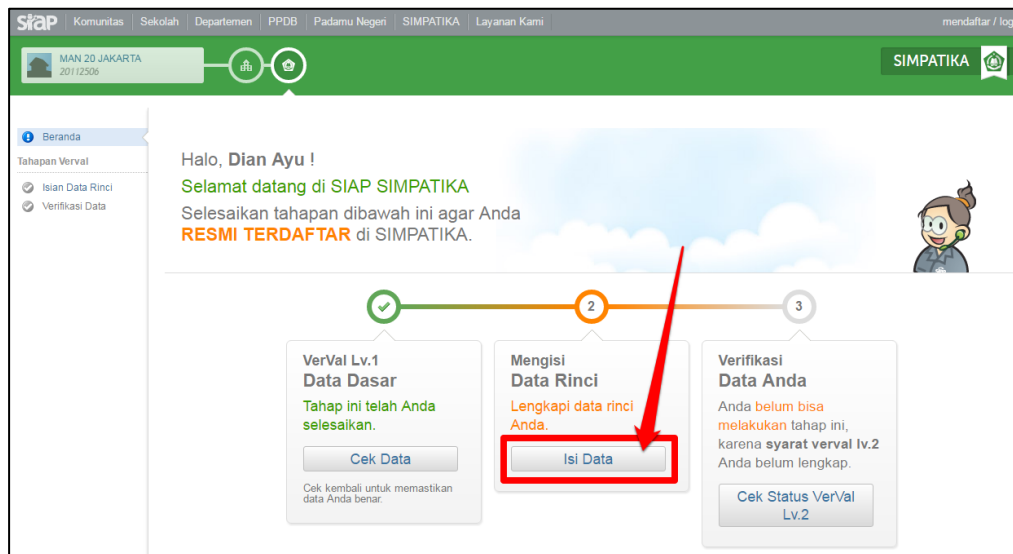 siap Komunitas Sekolah Departemen PPDB Padamu Negeri SIMPATIKA Layanan Kami mendaftar / log
MAN 20 JAKARTA
20112506
SIMPATIKA
Beranda
Tahapan Verval
Isian Data Rinci
Verifikasi Data
Halo, Dian Ayu !
Selamat datang di SIAP SIMPATIKA
Selesaikan tahapan dibawah ini agar Anda
RESMI TERDAFTAR di SIMPATIKA.
2
3
VerVal Lv.1
Data Dasar
Tahap ini telah Anda
selesaikan.
Cek Data
Cek kembali untuk memastikan
data Anda benar.
Mengisi
Data Rinci
Lengkapi data rinci
Anda.
Isi Data
Verifikasi
Data Anda
Anda belum bisa
melakukan tahap ini,
karena syarat verval lv.2
Anda belum lengkap.
Cek Status VerVal
Lv.2